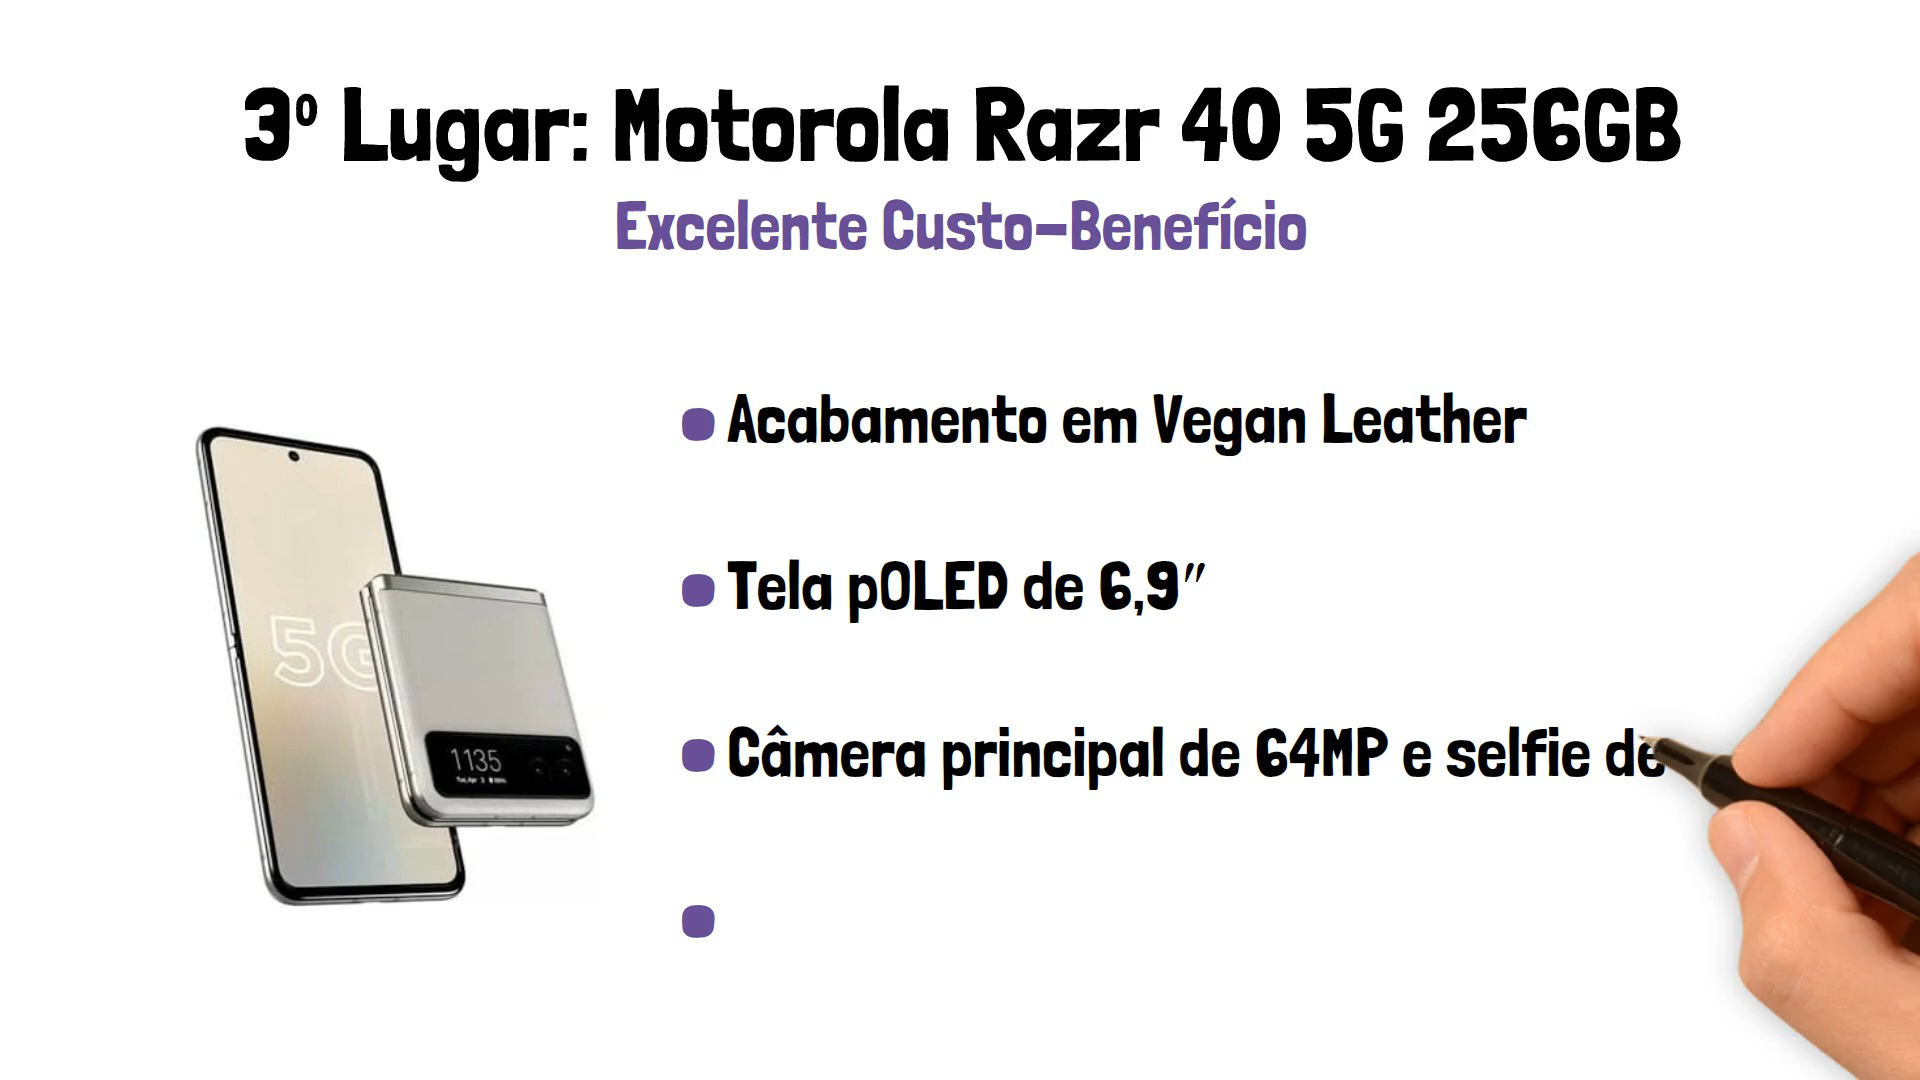 3º Lugar: Motorola Razr 40 5G 256GB
Excelente Custo-Benefício
Acabamento em Vegan Leather
Tela pOLED de 6,9"
5G
1135
Câmera principal de 64MP e selfie de